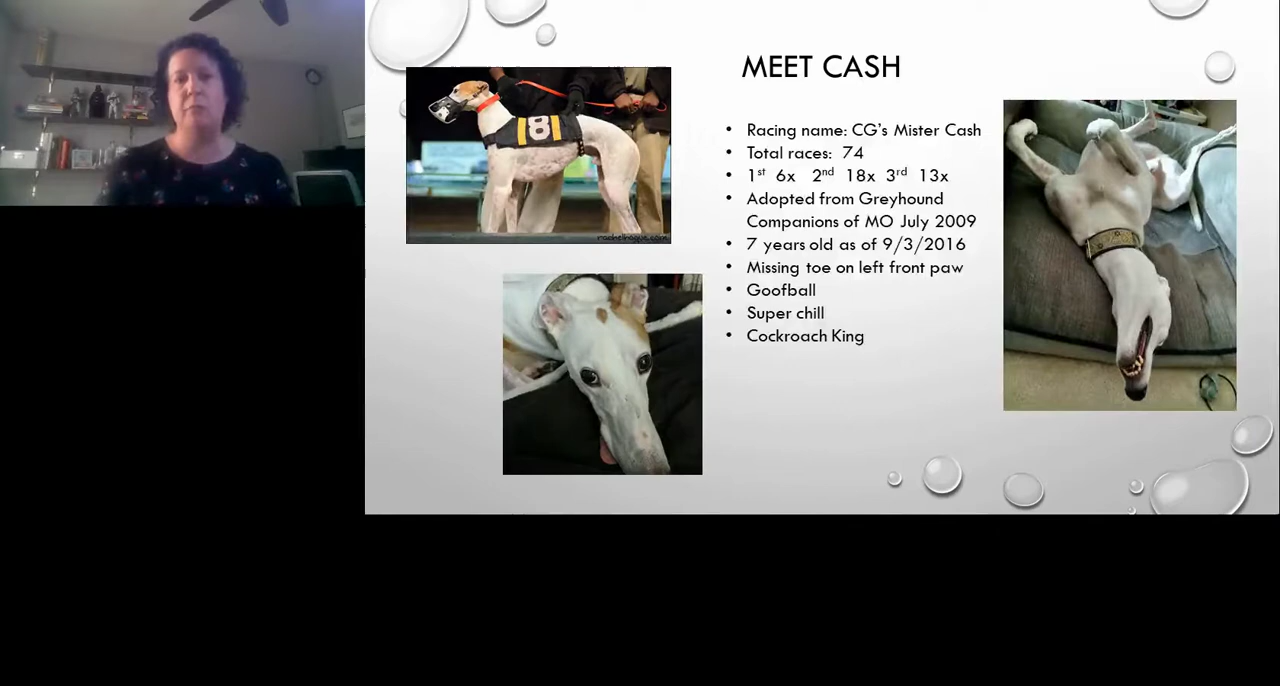 MEET CASH
8
• Racing name: CG's Mister Cash
• Total races: 74
• 1st 6x 2nd 18x 3rd 13x
• Adopted from Greyhound
Companions of MO July 2009
• 7 years old as of 9/3/2016
• Missing toe on left front paw
• Goofball
• Super chill
• Cockroach King